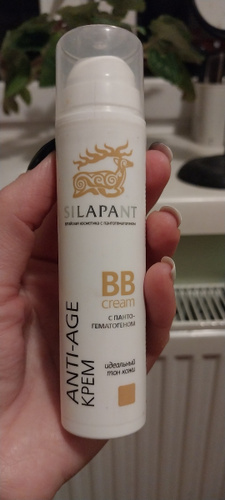 SILAPANT
BB
cream
С ПАНТО-
ГЕМАТОГЕНОМ
идеальный
тон кожи
ANTI-AGE
КРЕМ